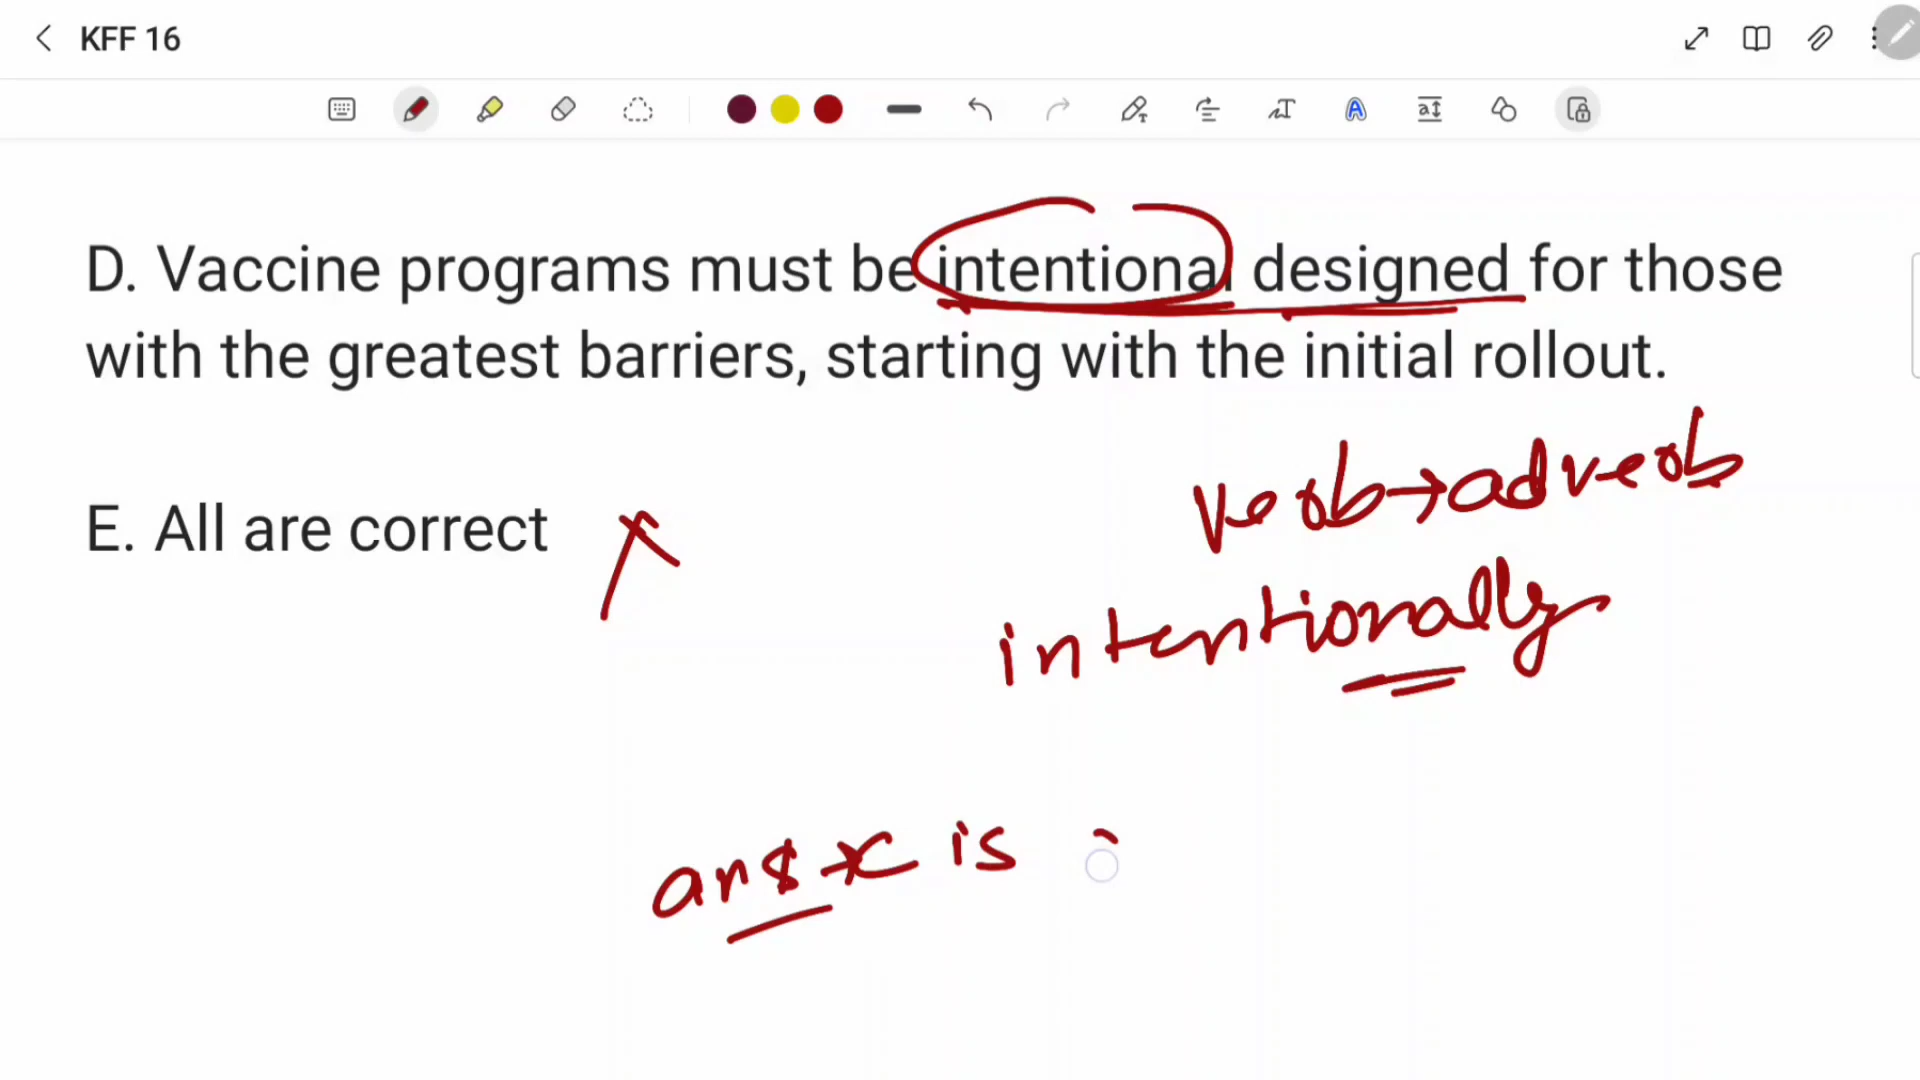 KFF 16
D. Vaccine programs must be intentional designed for those
with the greatest barriers, starting with the initial rollout.
verb→adverb
E. All are correct
intentionally
is